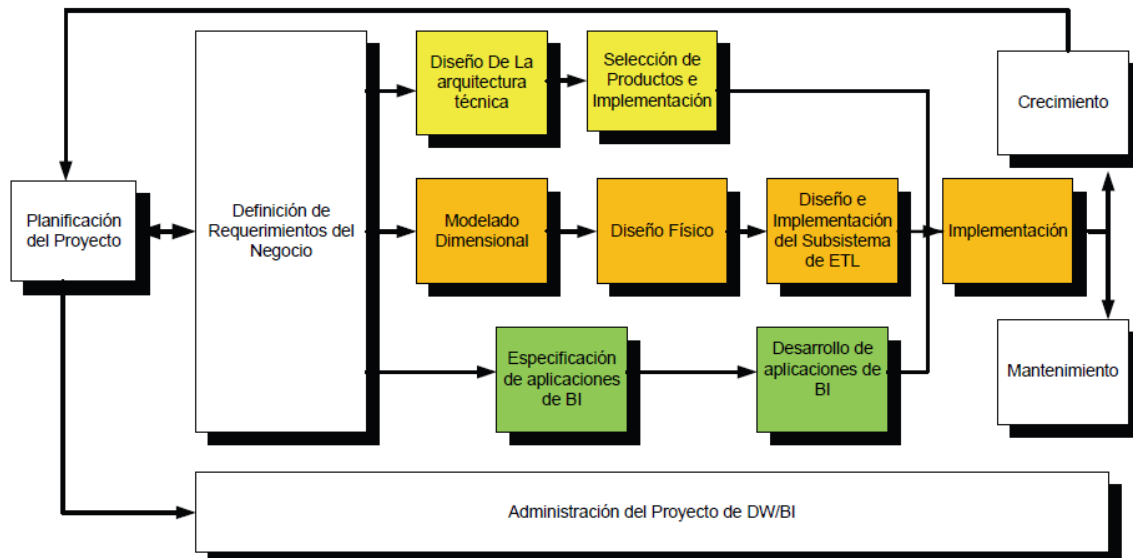 Diseño De La
arquitectura
técnica
Selección de
Productos e
Implementación
Crecimiento
Planificación
del Proyecto
Definición de
Requerimientos del
Negocio
Modelado
Dimensional
Diseño Físico
Diseño e
Implementación
del Subsistema
de ETL
Implementación
Especificación
de aplicaciones
de BI
Desarrollo de
aplicaciones de
BI
Mantenimiento
Administración del Proyecto de DW/BI